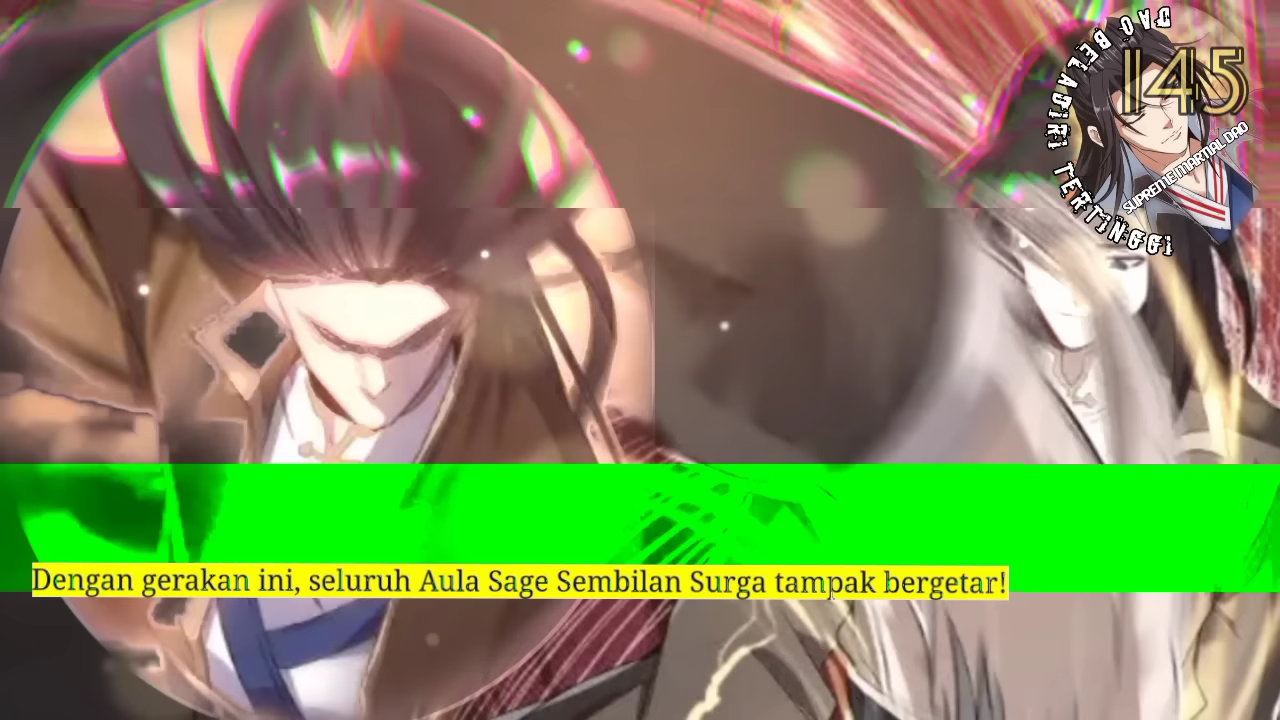 DAO BELADIRI TERTINGGI
145
SUPREME MARTIAL DAO
Dengan gerakan ini, seluruh Aula Sage Sembilan Surga tampak bergetar!